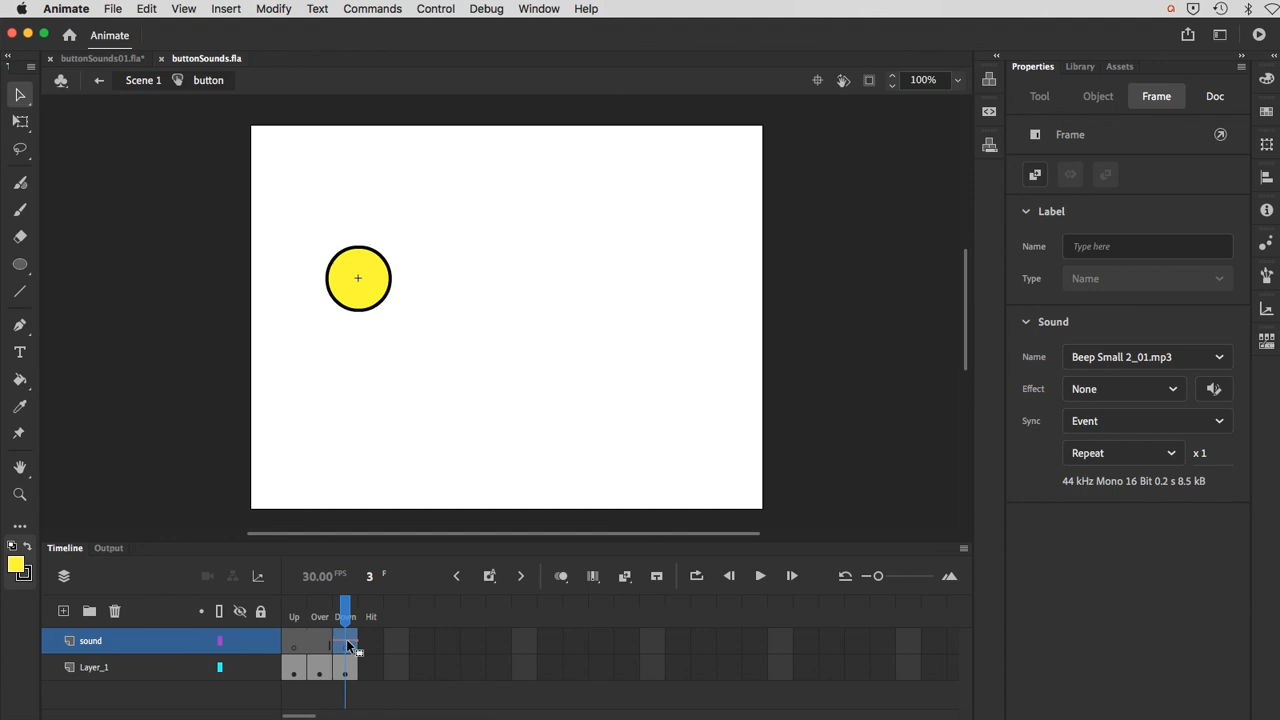 Animate File Edit View Insert Modify Text Commands Control Debug Window Help
Animate
buttonSounds01.fla* buttonSounds.fla
Scene 1 button 100%
Properties Library Assets
Tool Object Frame Doc
Frame
Label
Name Type here
Type Name
Sound
Name Beep Small 2_01.mp3
Effect None
Sync Event
Repeat x 1
44 kHz Mono 16 Bit 0.2 s 8.5 kB
Timeline Output
30.00 FPS 3 F
Up Over Down Hit
sound
Layer_1